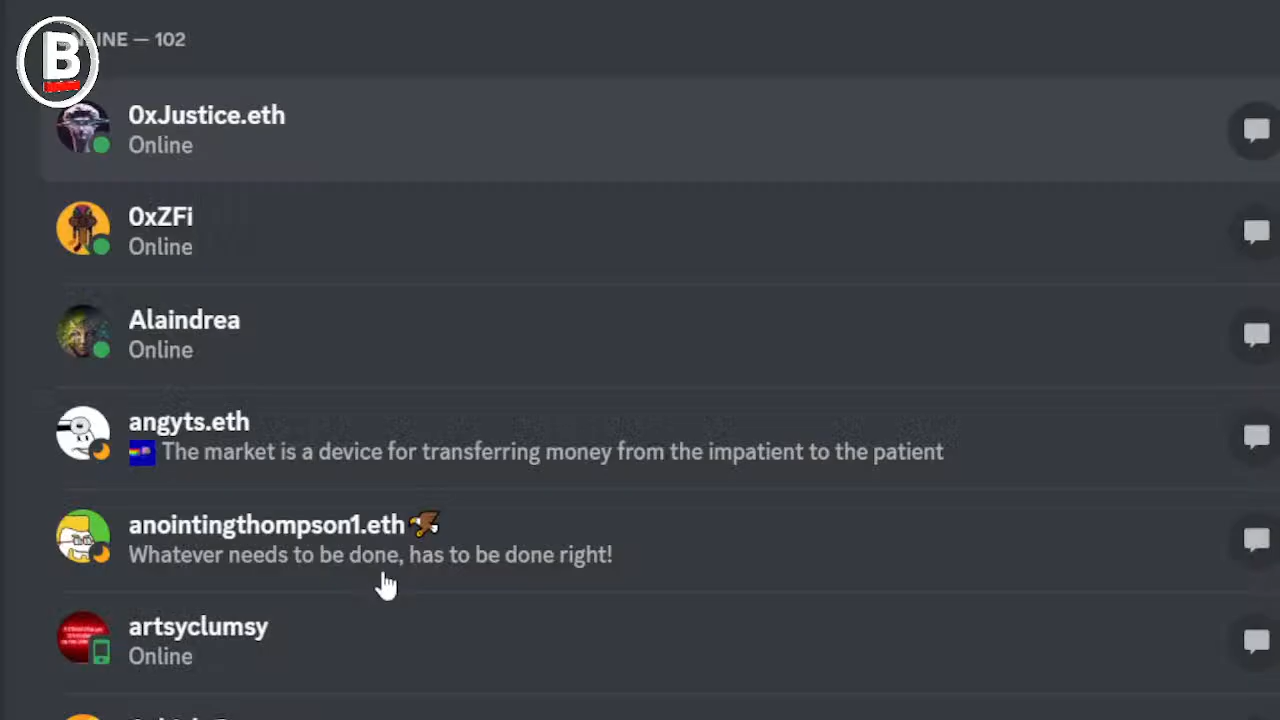 B
INE — 102
0xJustice.eth
Online
0xZFi
Online
Alaindrea
Online
angyts.eth
The market is a device for transferring money from the impatient to the patient
anointingthompson1.eth
Whatever needs to be done, has to be done right!
artsyclumsy
Online